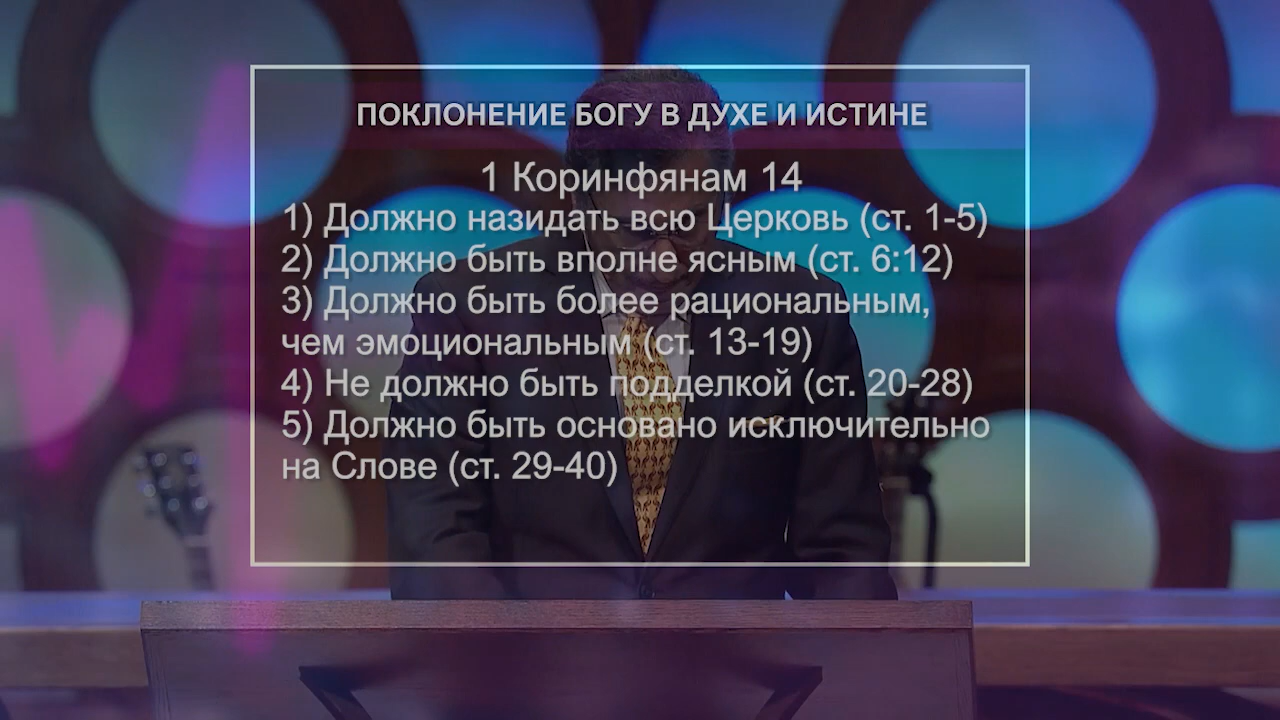 ПОКЛОНЕНИЕ БОГУ В ДУХЕ И ИСТИНЕ
1 Коринфянам 14
1) Должно назидать всю Церковь (ст. 1-5)
2) Должно быть вполне ясным (ст. 6:12)
3) Должно быть более рациональным,
чем эмоциональным (ст. 13-19)
4) Не должно быть подделкой (ст. 20-28)
5) Должно быть основано исключительно
на Слове (ст. 29-40)